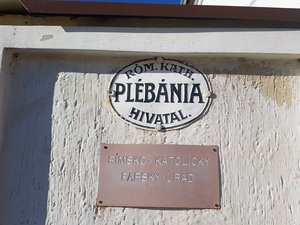 RÓM. KATH.
PLÉBÁNIA
HIVATAL.
RÍMSKO - KATOLÍCKY
FARSKÝ ÚRAD